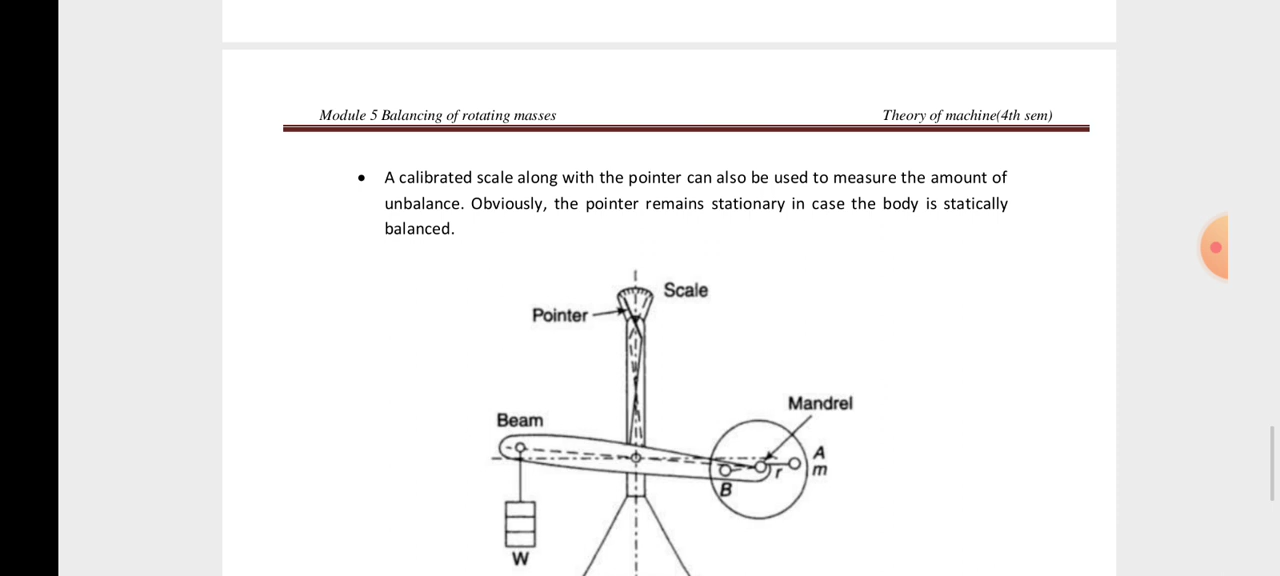 Module 5 Balancing of rotating masses Theory of machine(4th sem)
• A calibrated scale along with the pointer can also be used to measure the amount of
unbalance. Obviously, the pointer remains stationary in case the body is statically
balanced.
Scale
Pointer
Mandrel
Beam
A
m
r
B
W